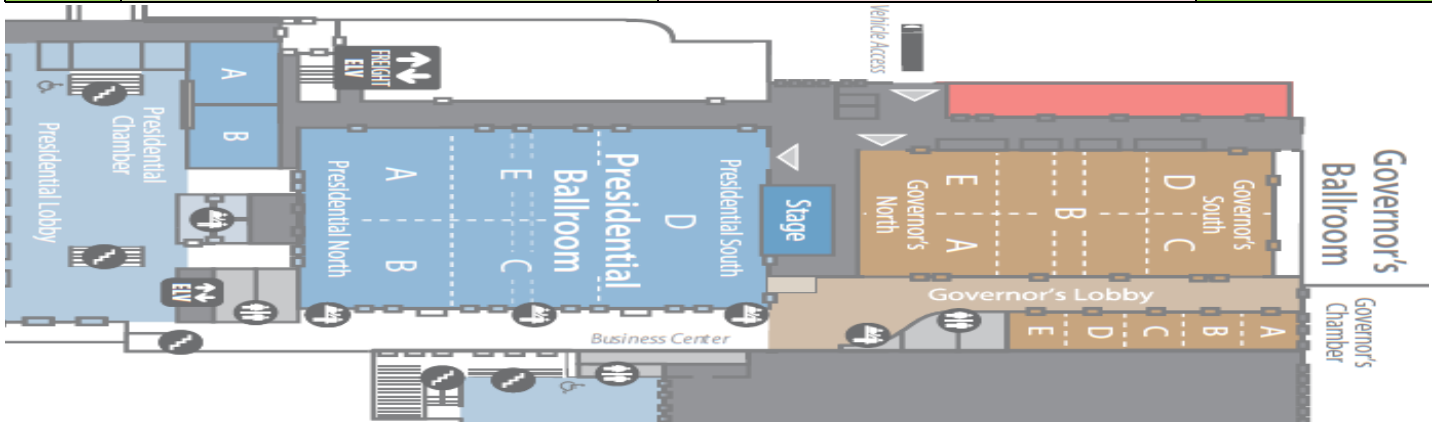 Vehicle Access
FREIGHT
ELV
A
B
Presidential
Chamber
Presidential Lobby
ELV
Presidential North
A
B
E
C
Presidential
Ballroom
D
Presidential South
Stage
Business Center
Governor's
North
E
A
B
D
C
Governor's
South
Governor's Lobby
E
D
C
B
A
Governor's
Ballroom
Governor's
Chamber